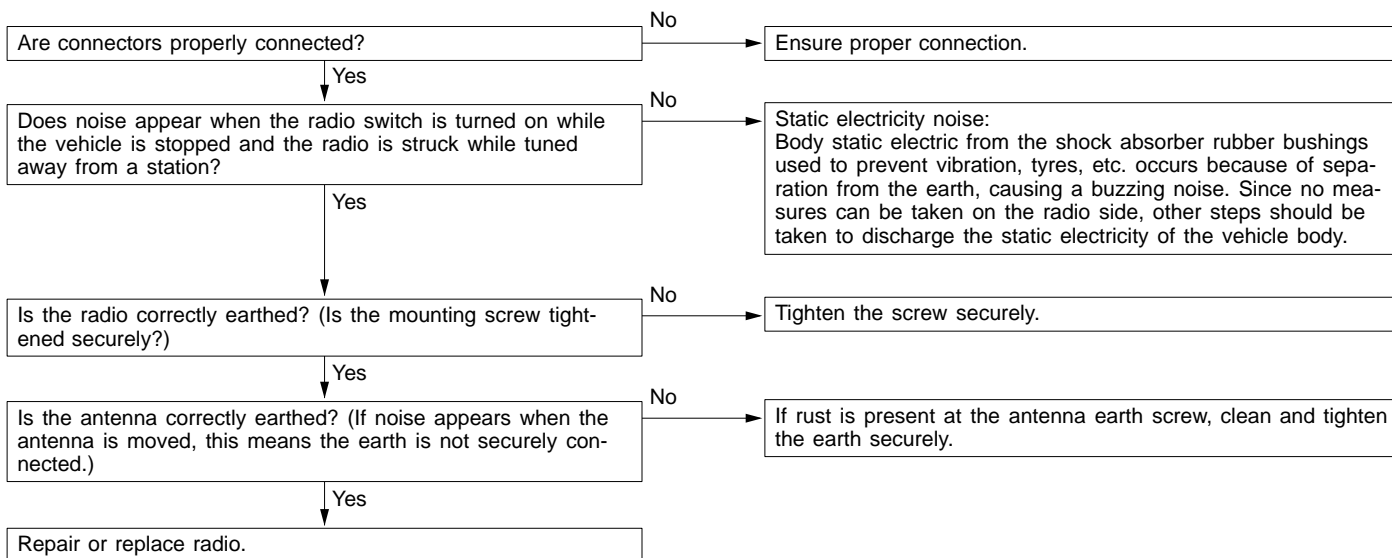 No
Are connectors properly connected?
Ensure proper connection.
Yes
No
Does noise appear when the radio switch is turned on while
the vehicle is stopped and the radio is struck while tuned
away from a station?
Static electricity noise:
Body static electric from the shock absorber rubber bushings
used to prevent vibration, tyres, etc. occurs because of sepa-
ration from the earth, causing a buzzing noise. Since no mea-
sures can be taken on the radio side, other steps should be
taken to discharge the static electricity of the vehicle body.
Yes
No
Is the radio correctly earthed? (Is the mounting screw tight-
ened securely?)
Tighten the screw securely.
Yes
No
Is the antenna correctly earthed? (If noise appears when the
antenna is moved, this means the earth is not securely con-
nected.)
If rust is present at the antenna earth screw, clean and tighten
the earth securely.
Yes
Repair or replace radio.